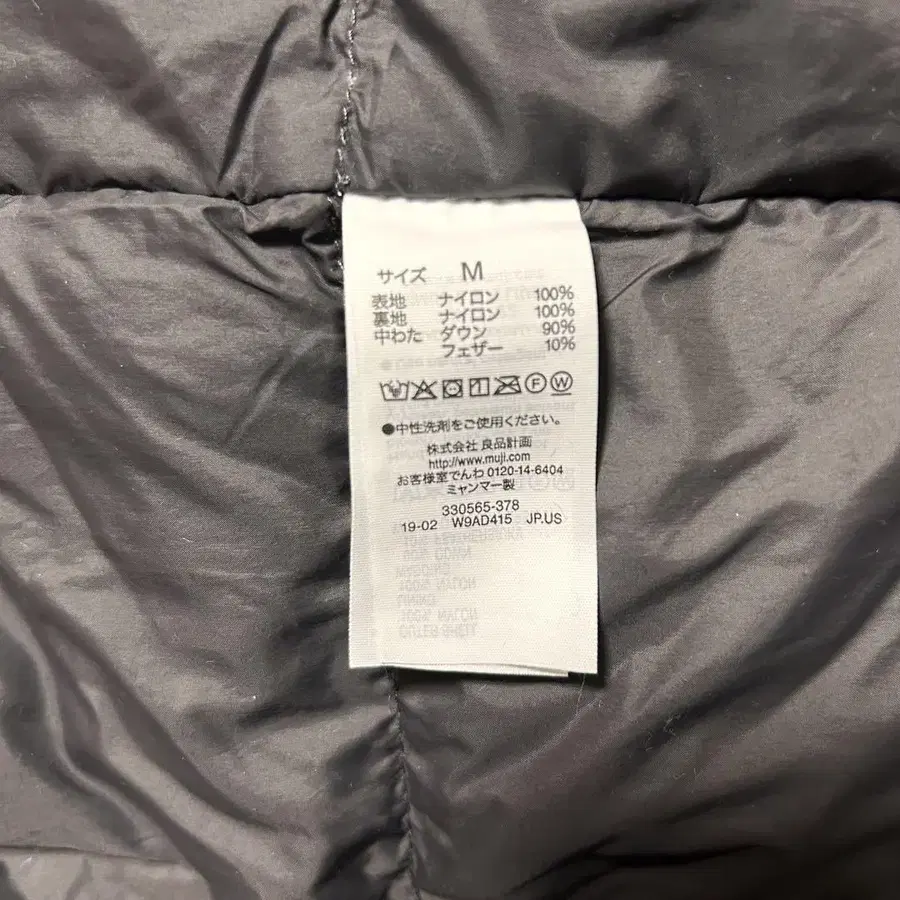 サイズ M
表地 ナイロン 100%
裏地 ナイロン 100%
中わた ダウン 90%
フェザー 10%
F W
●中性洗剤をご使用ください。
株式会社 良品計画
http://www.muji.com
お客様室でんわ 0120-14-6404
ミャンマー製
330565-378
19-02 W9AD415 JP.US